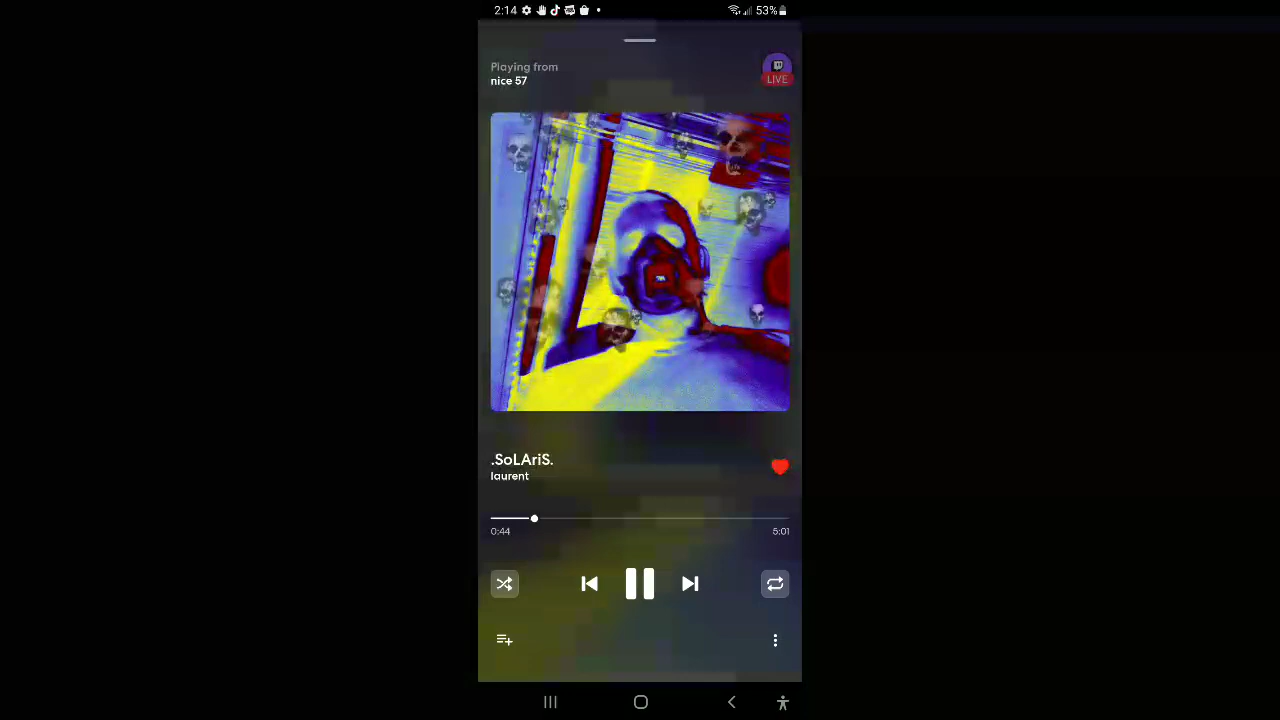 2:14
53%
Playing from
nice 57
LIVE
.SoLAriS.
laurent
0:44
5:01